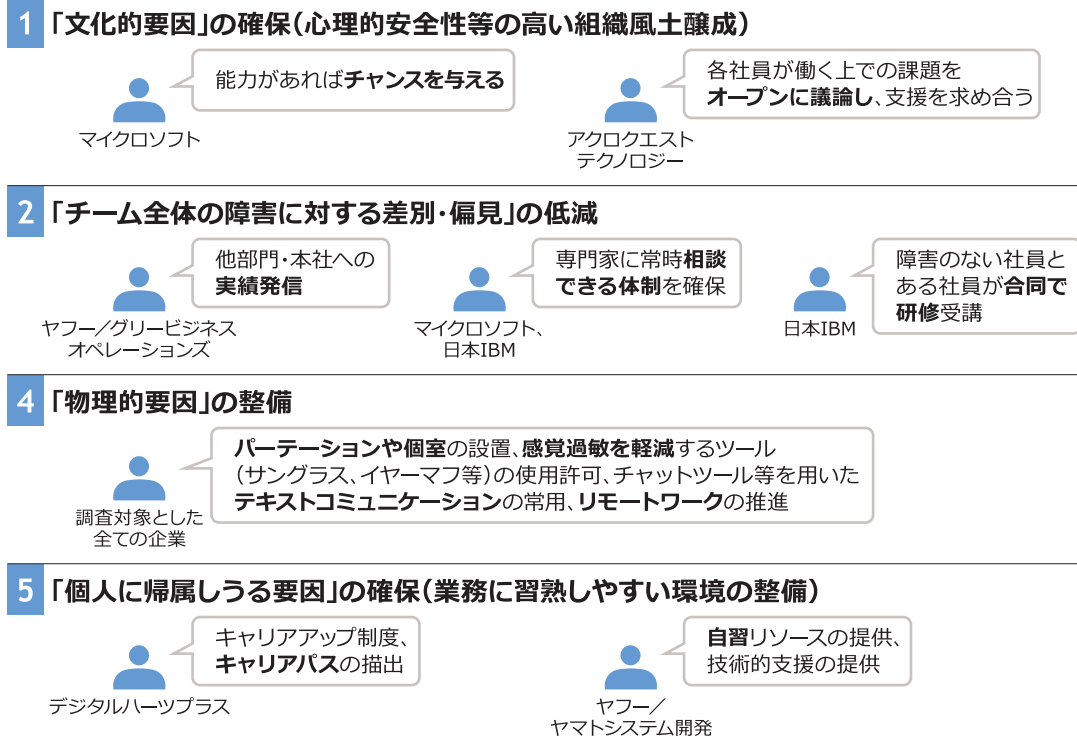 1 「文化的要因」の確保（心理的安全性等の高い組織風土醸成）
能力があればチャンスを与える
マイクロソフト
各社員が働く上での課題を
オープンに議論し、支援を求め合う
アクロクエスト
テクノロジー
2 「チーム全体の障害に対する差別・偏見」の低減
他部門・本社への
実績発信
ヤフー／グリービジネス
オペレーションズ
専門家に常時相談
できる体制を確保
マイクロソフト、
日本IBM
障害のない社員と
ある社員が合同で
研修受講
日本IBM
4 「物理的要因」の整備
パーテーションや個室の設置、感覚過敏を軽減するツール
（サングラス、イヤーマフ等）の使用許可、チャットツール等を用いた
テキストコミュニケーションの常用、リモートワークの推進
調査対象とした
全ての企業
5 「個人に帰属しうる要因」の確保（業務に習熟しやすい環境の整備）
キャリアアップ制度、
キャリアパスの描出
デジタルハーツプラス
自習リソースの提供、
技術的支援の提供
ヤフー／
ヤマトシステム開発